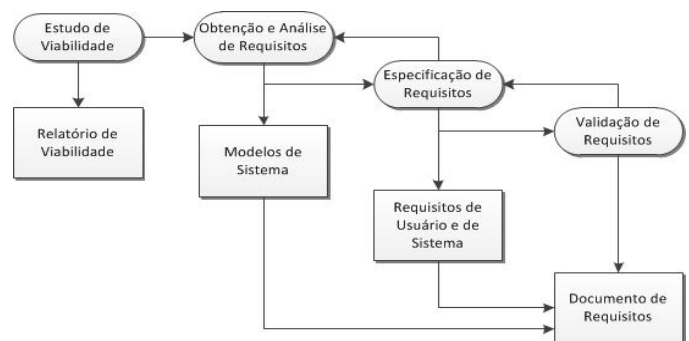 Estudo de
Viabilidade
Obtenção e Análise
de Requisitos
Especificação de
Requisitos
Relatório de
Viabilidade
Validação de
Requisitos
Modelos de
Sistema
Requisitos de
Usuário e de
Sistema
Documento de
Requisitos